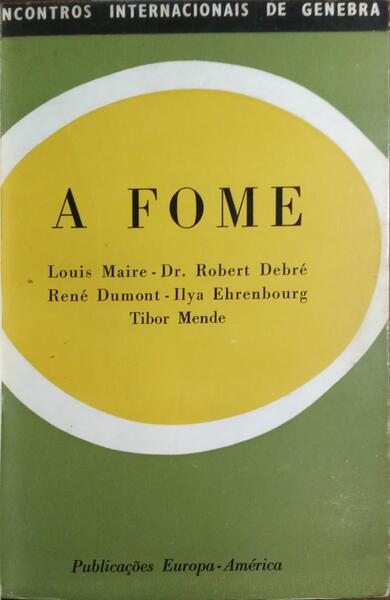 NCONTROS INTERNACIONAIS DE GENEBRA
A FOME
Louis Maire - Dr. Robert Debré
René Dumont - Ilya Ehrenbourg
Tibor Mende
Publicações Europa-América